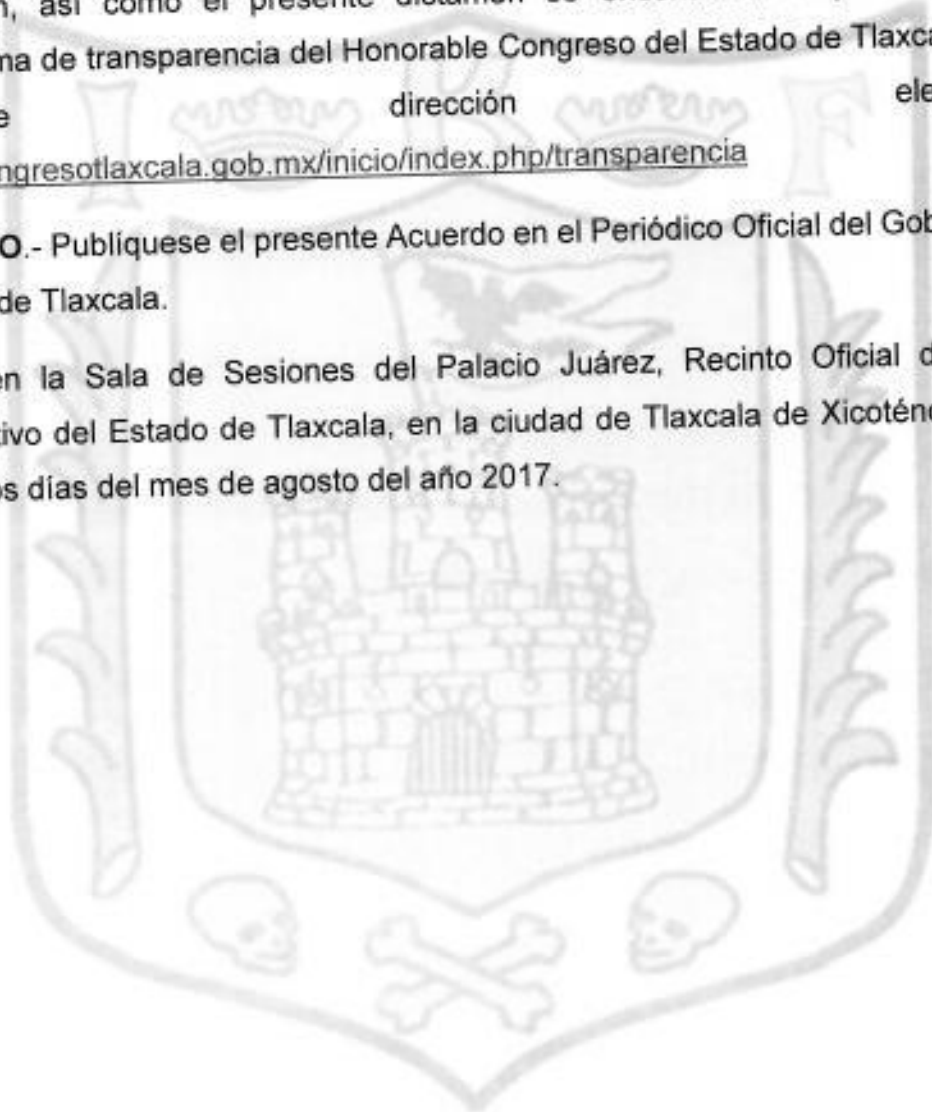 así como el presente dictamen se
ma de transparencia del Honorable Congreso del Estado de Tlaxca
e dirección ele
ngresotlaxcala.gob.mx/inicio/index.php/transparencia
O.- Publíquese el presente Acuerdo en el Periódico Oficial del Gob
de Tlaxcala.
en la Sala de Sesiones del Palacio Juárez, Recinto Oficial d
tivo del Estado de Tlaxcala, en la ciudad de Tlaxcala de Xicoténc
os días del mes de agosto del año 2017.
I R F